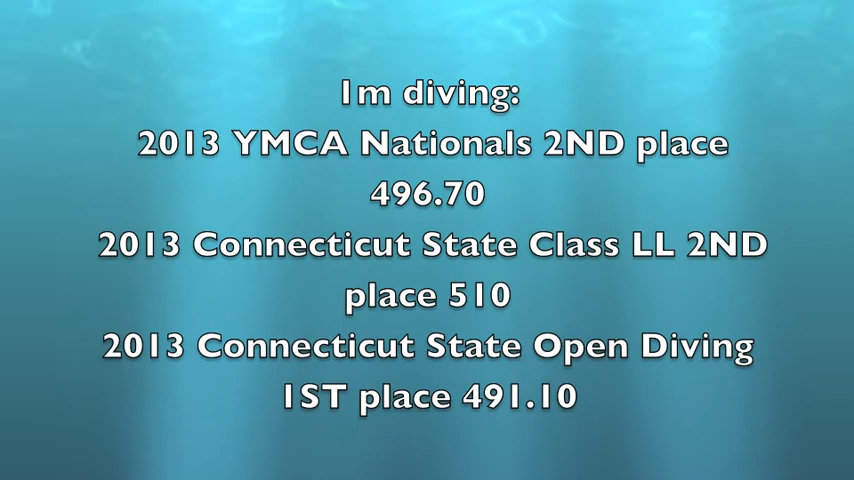 1m diving:
2013 YMCA Nationals 2ND place
496.70
2013 Connecticut State Class LL 2ND
place 510
2013 Connecticut State Open Diving
1ST place 491.10